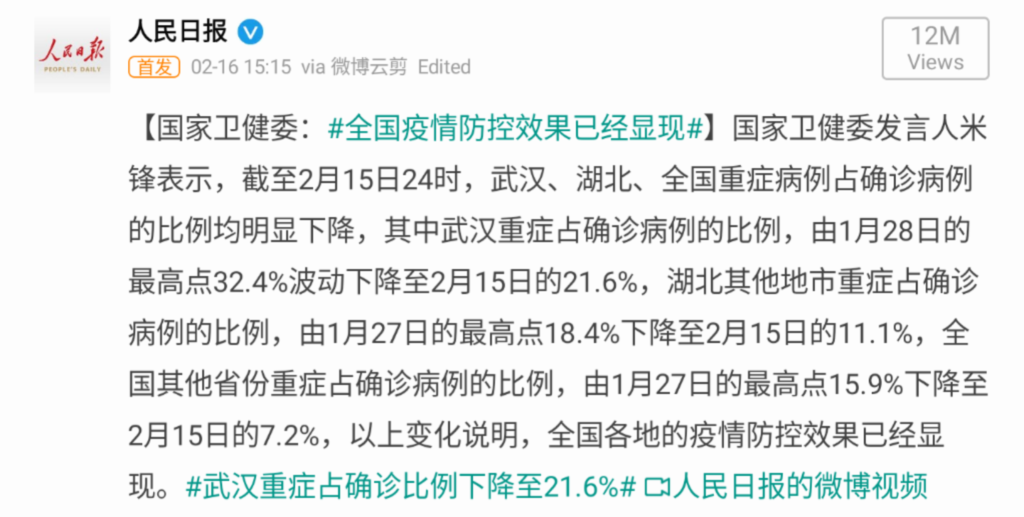 人民日報
PEOPLE'S DAILY
人民日报
首发 02-16 15:15 via 微博云剪 Edited
12M
Views
【国家卫健委：#全国疫情防控效果已经显现#】国家卫健委发言人米
锋表示，截至2月15日24时，武汉、湖北、全国重症病例占确诊病例
的比例均明显下降，其中武汉重症占确诊病例的比例，由1月28日的
最高点32.4%波动下降至2月15日的21.6%，湖北其他地市重症占确诊
病例的比例，由1月27日的最高点18.4%下降至2月15日的11.1%，全
国其他省份重症占确诊病例的比例，由1月27日的最高点15.9%下降至
2月15日的7.2%，以上变化说明，全国各地的疫情防控效果已经显
现。#武汉重症占确诊比例下降至21.6%# 人民日报的微博视频